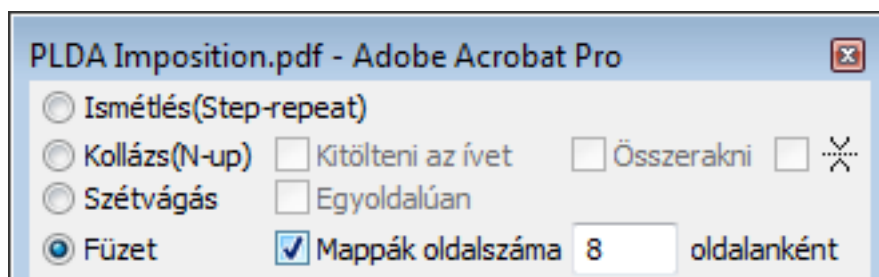 PLDA Imposition.pdf - Adobe Acrobat Pro
Ismétlés(Step-repeat)
Kollázs(N-up) Kitölteni az ívet Összerakni
Szétvágás Egyoldalúan
Füzet Mappák oldalszáma 8 oldalanként